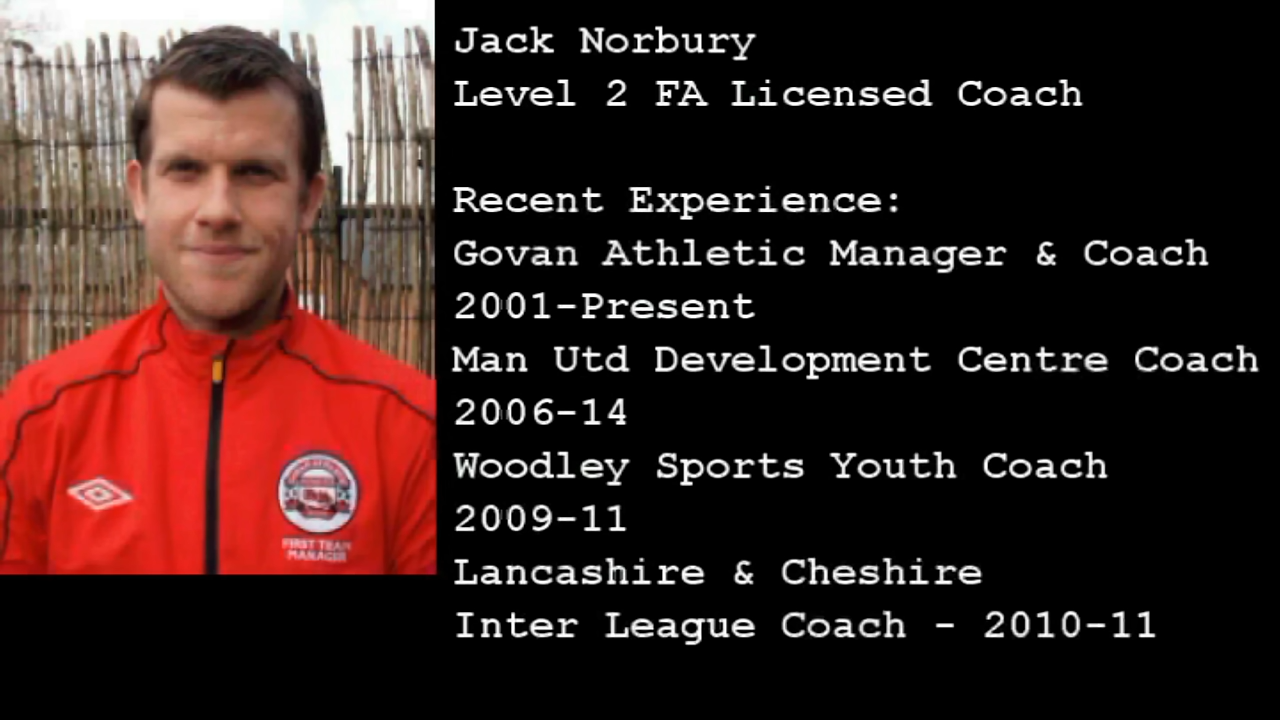 Jack Norbury
Level 2 FA Licensed Coach
Recent Experience:
Govan Athletic Manager & Coach
2001-Present
Man Utd Development Centre Coach
2006-14
Woodley Sports Youth Coach
2009-11
Lancashire & Cheshire
Inter League Coach - 2010-11
FIRST TEAM
MANAGER